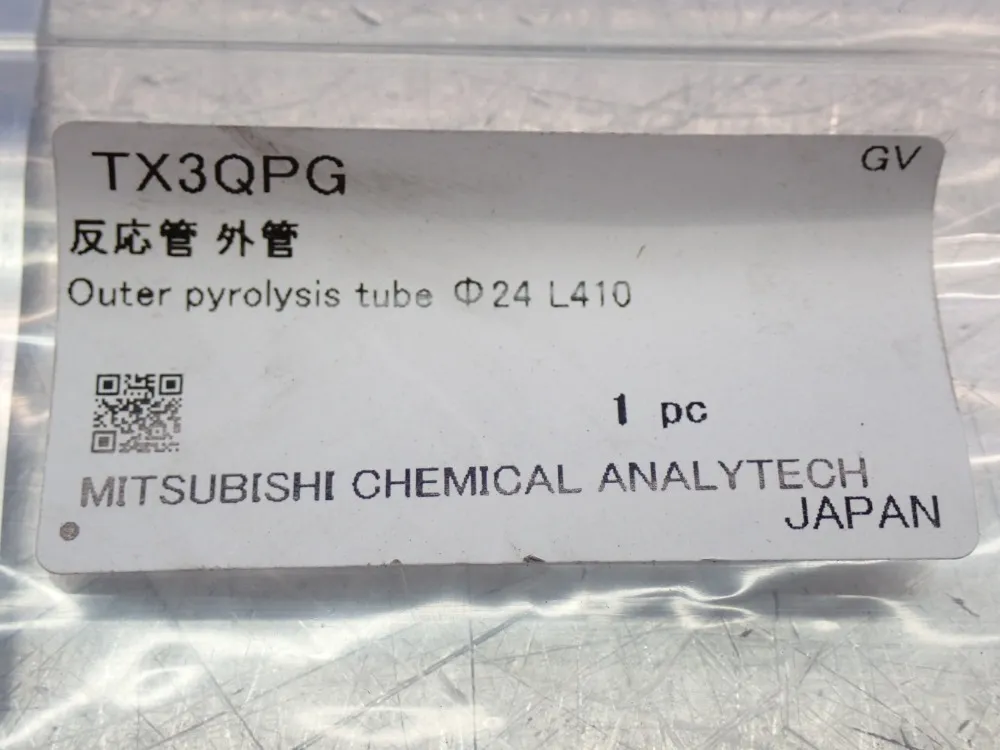 TX3QPG
GV
反応管 外管
Outer pyrolysis tube Φ24 L410
1 pc
MITSUBISHI CHEMICAL ANALYTECH
JAPAN